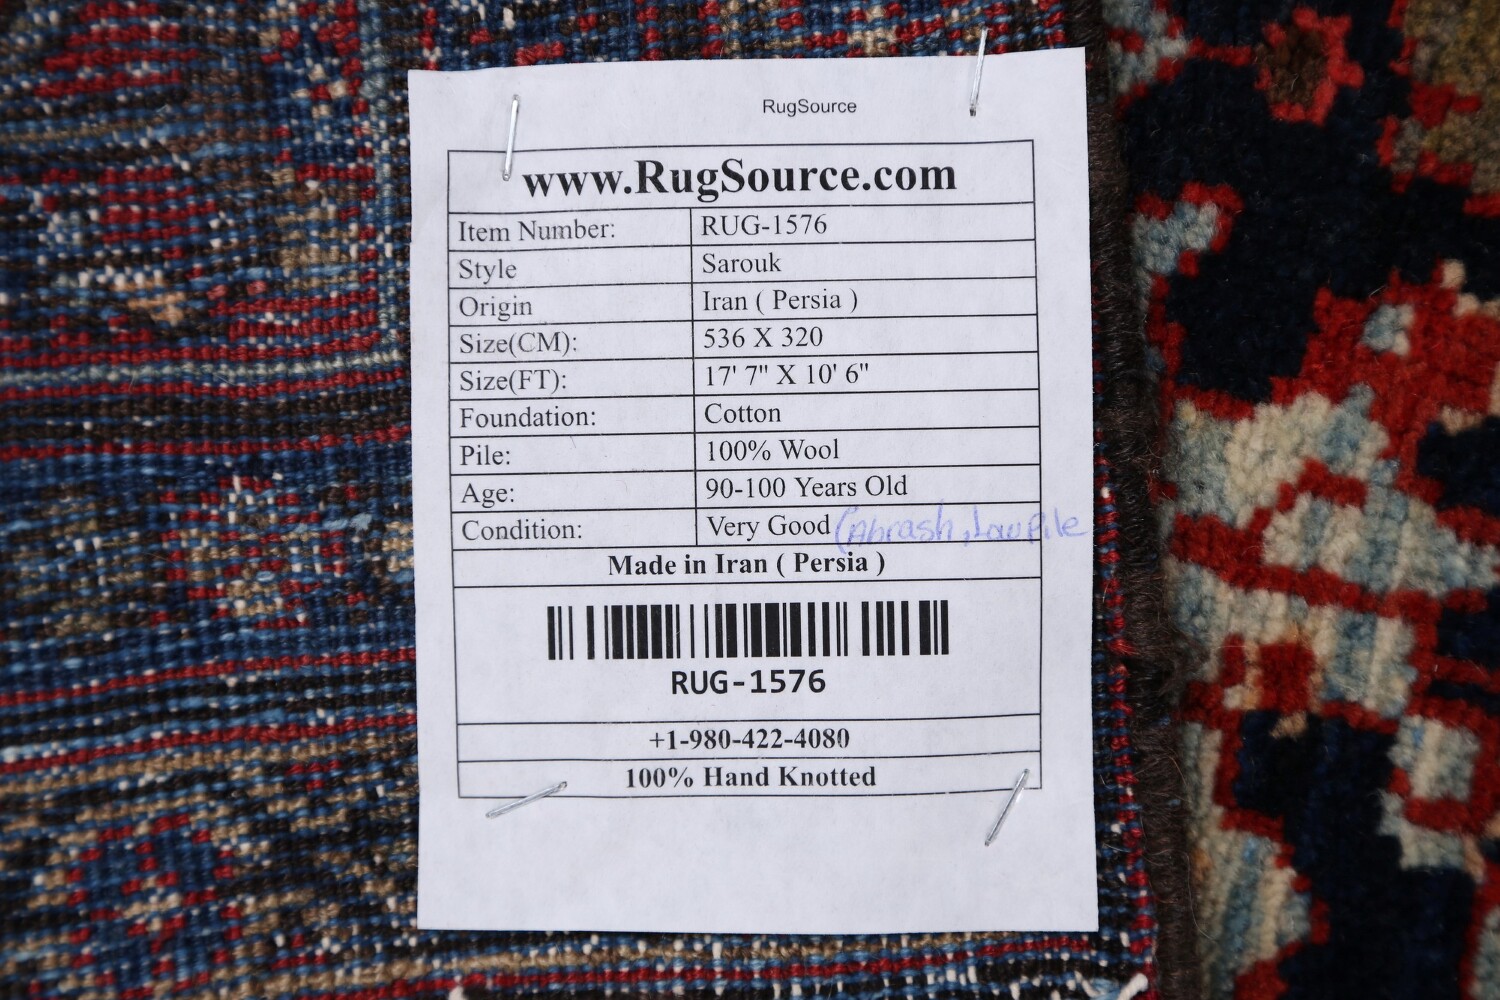 RugSource
www.RugSource.com
Item Number: RUG-1576
Style Sarouk
Origin Iran ( Persia )
Size(CM): 536 X 320
Size(FT): 17' 7" X 10' 6"
Foundation: Cotton
Pile: 100% Wool
Age: 90-100 Years Old
Condition: Very Good (Abrash, Low Pile
Made in Iran ( Persia )
RUG-1576
+1-980-422-4080
100% Hand Knotted